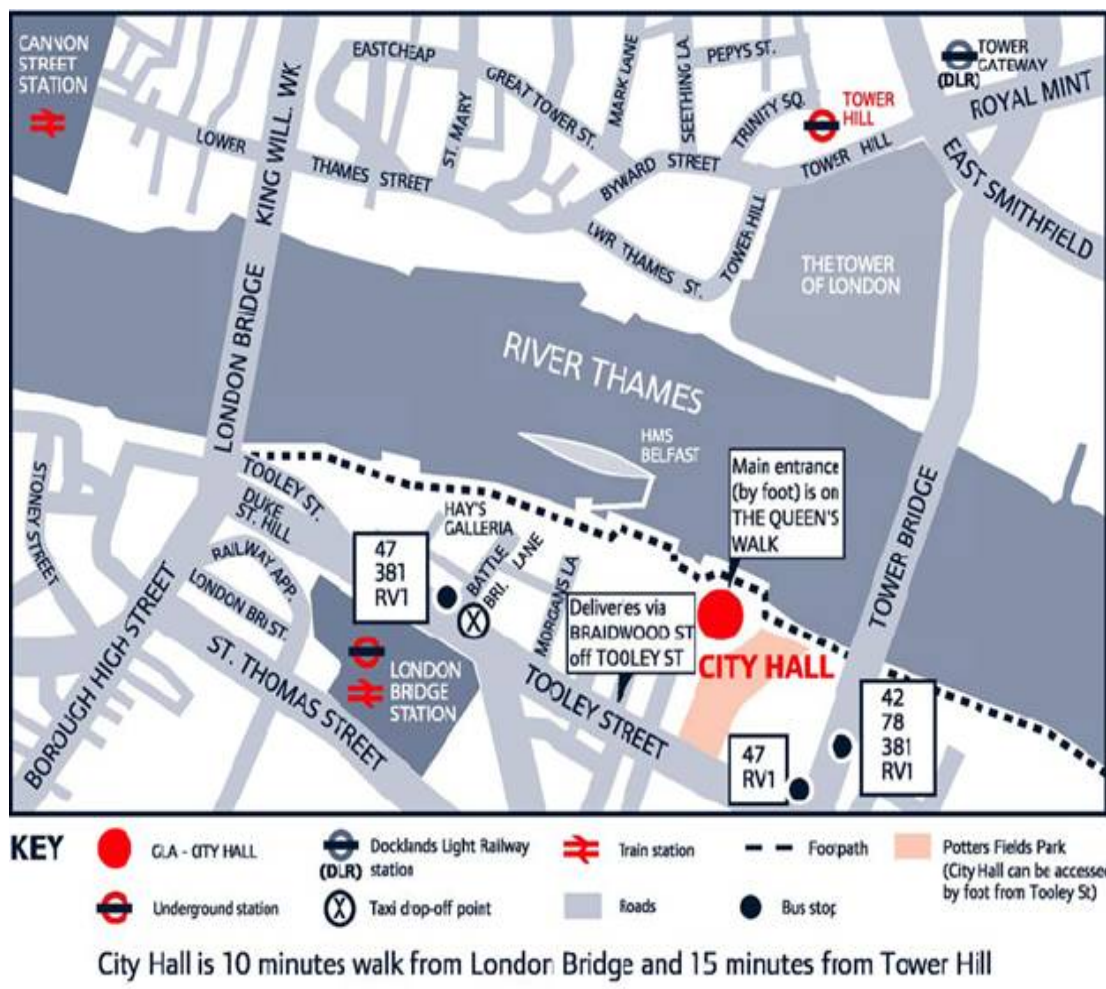 CANNON
STREET
STATION
EASTCHEAP
KING WILL. WK
GREAT TOWER ST.
MARK LANE
SEETHING LA.
PEPYS ST.
TRINITY SQ.
TOWER
HILL
TOWER
GATEWAY
(DLR)
ROYAL MINT
LOWER
THAMES STREET
ST. MARY
BYWARD STREET
TOWER HILL
EAST SMITHFIELD
LWR THAMES ST.
TOWER HILL
THE TOWER
OF LONDON
LONDON BRIDGE
RIVER THAMES
HMS
BELFAST
Main entrance
(by foot) is on
THE QUEEN'S
WALK
TOWER BRIDGE
STONEY STREET
TOOLEY ST.
DUKE
ST. HILL
HAY'S
GALLERIA
BATTLE
BRI. LANE
MORGANS LA
RAILWAY APP.
LONDON BRI ST.
47
381
RV1
Deliveries via
BRAIDWOOD ST
off TOOLEY ST
CITY HALL
BOROUGH HIGH STREET
ST. THOMAS STREET
LONDON
BRIDGE
STATION
TOOLEY STREET
47
RV1
42
78
381
RV1
KEY
GLA - CITY HALL
Docklands Light Railway
(DLR) station
Train station
Footpath
Potters Fields Park
(City Hall can be accessed
by foot from Tooley St)
Underground station
Taxi drop-off point
Roads
Bus stop
City Hall is 10 minutes walk from London Bridge and 15 minutes from Tower Hill